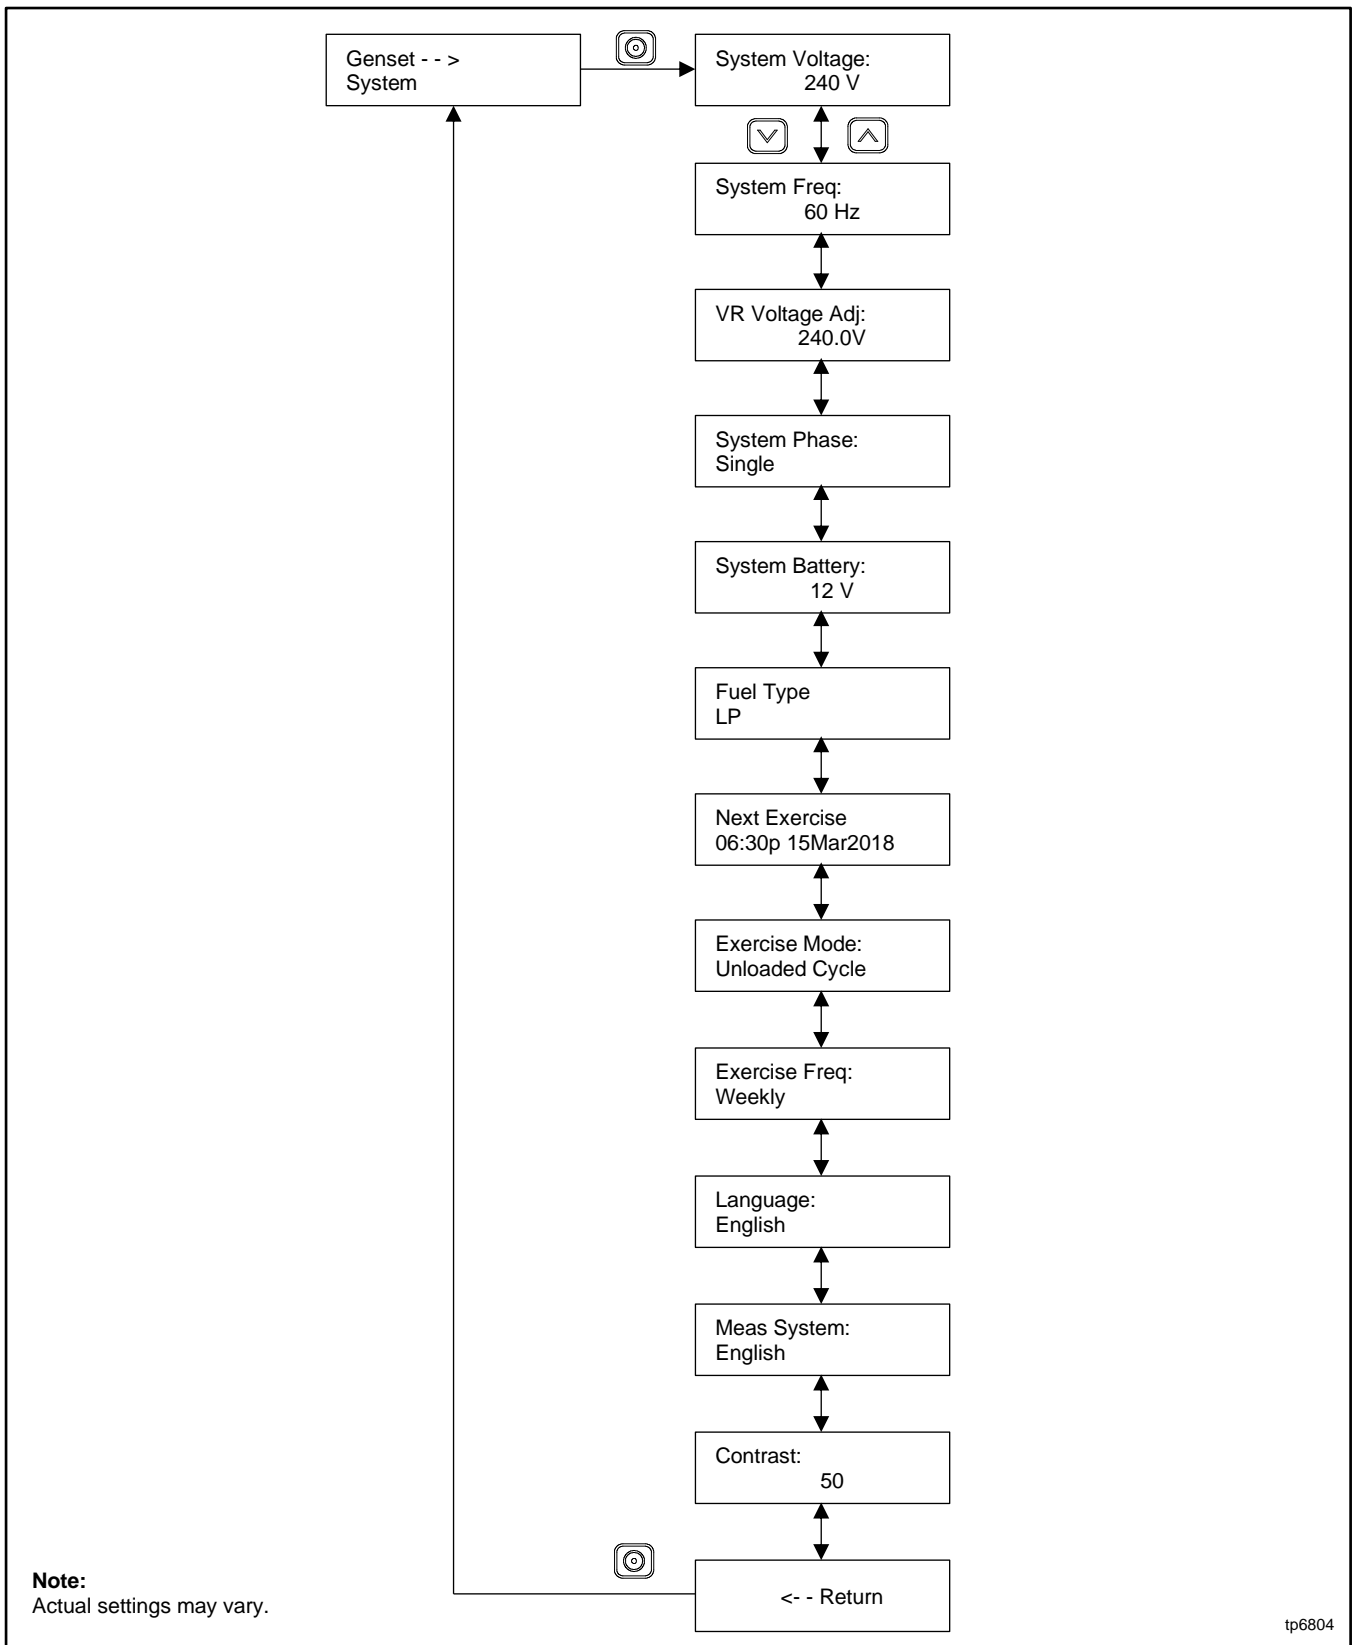 Genset - - >
System
System Voltage:
240 V
System Freq:
60 Hz
VR Voltage Adj:
240.0V
System Phase:
Single
System Battery:
12 V
Fuel Type
LP
Next Exercise
06:30p 15Mar2018
Exercise Mode:
Unloaded Cycle
Exercise Freq:
Weekly
Language:
English
Meas System:
English
Contrast:
50
<- - Return
Note:
Actual settings may vary.
tp6804